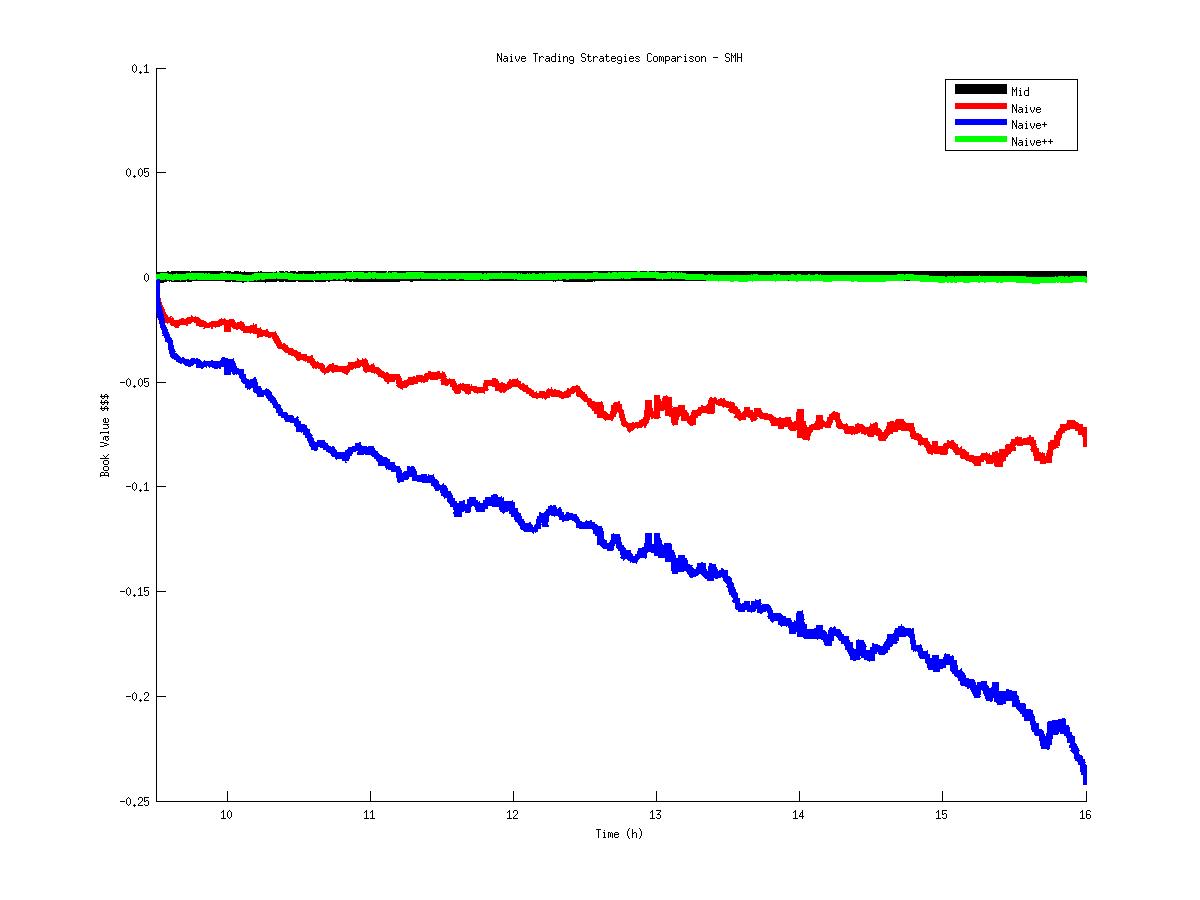 Naive Trading Strategies Comparison - SMH
Mid
Naive
Naive+
Naive++
0.1
0.05
0
-0.05
-0.1
-0.15
-0.2
-0.25
Book Value $$$
10
11
12
13
14
15
16
Time (h)